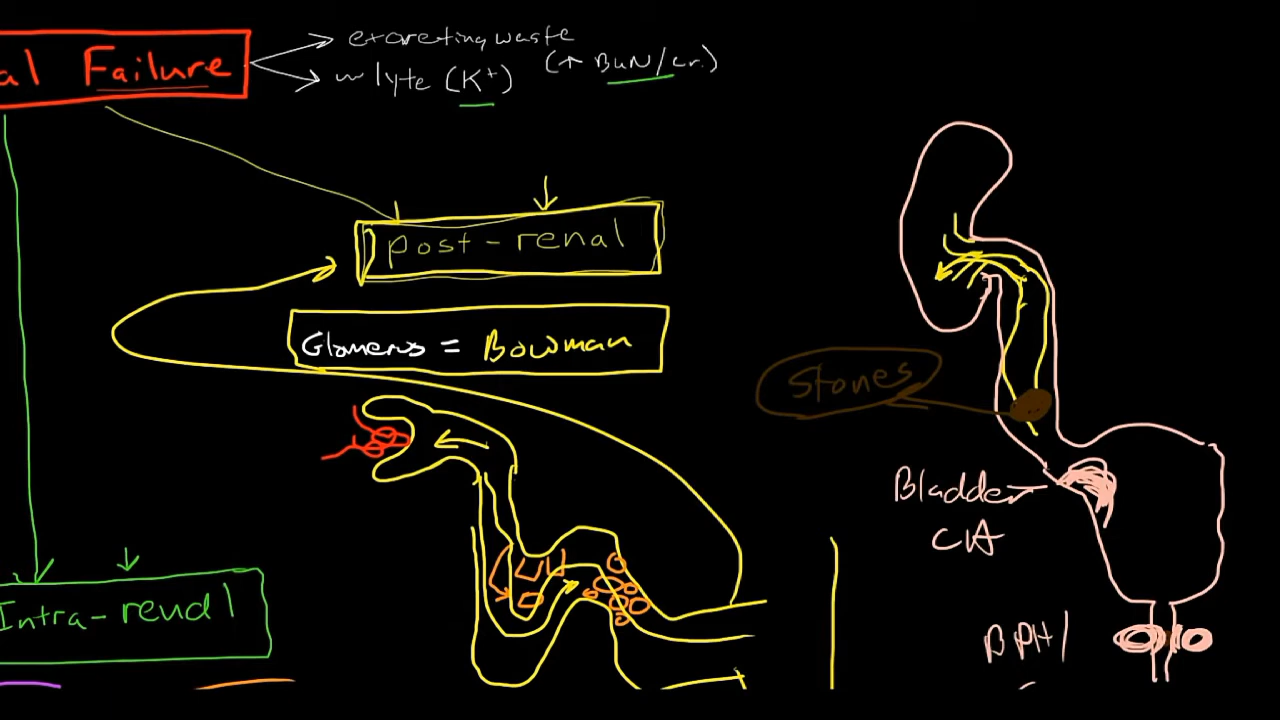 al Failure
excreting waste
(↑ BUN/cr.)
lyte (K+)
post-renal
Glomerus = Bowman
Stones
Bladder
CA
Intra-renal
BPH/